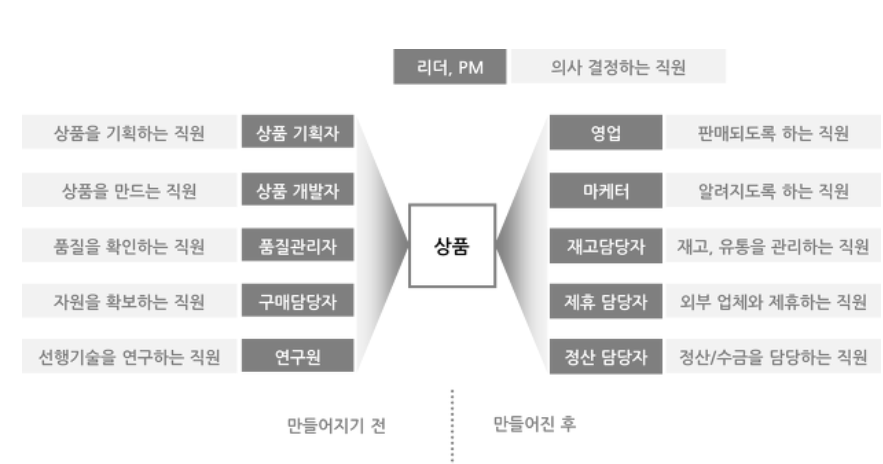 리더, PM 의사 결정하는 직원
상품을 기획하는 직원 상품 기획자
상품을 만드는 직원 상품 개발자
품질을 확인하는 직원 품질관리자
자원을 확보하는 직원 구매담당자
선행기술을 연구하는 직원 연구원
상품
영업 판매되도록 하는 직원
마케터 알려지도록 하는 직원
재고담당자 재고, 유통을 관리하는 직원
제휴 담당자 외부 업체와 제휴하는 직원
정산 담당자 정산/수금을 담당하는 직원
만들어지기 전
만들어진 후